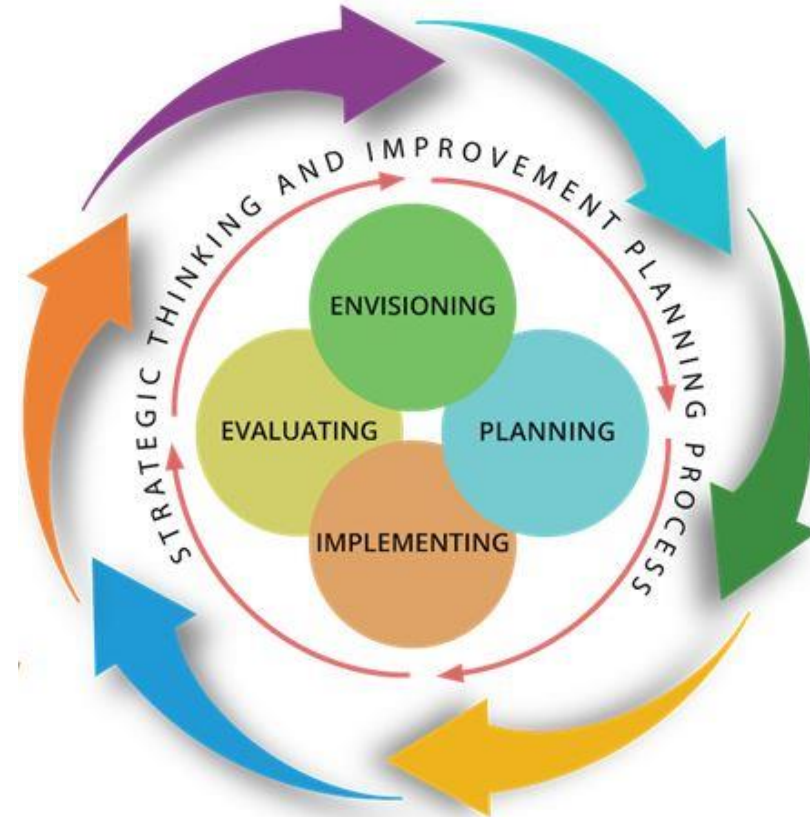 STRATEGIC THINKING AND IMPROVEMENT PLANNING PROCESS
ENVISIONING
EVALUATING
PLANNING
IMPLEMENTING